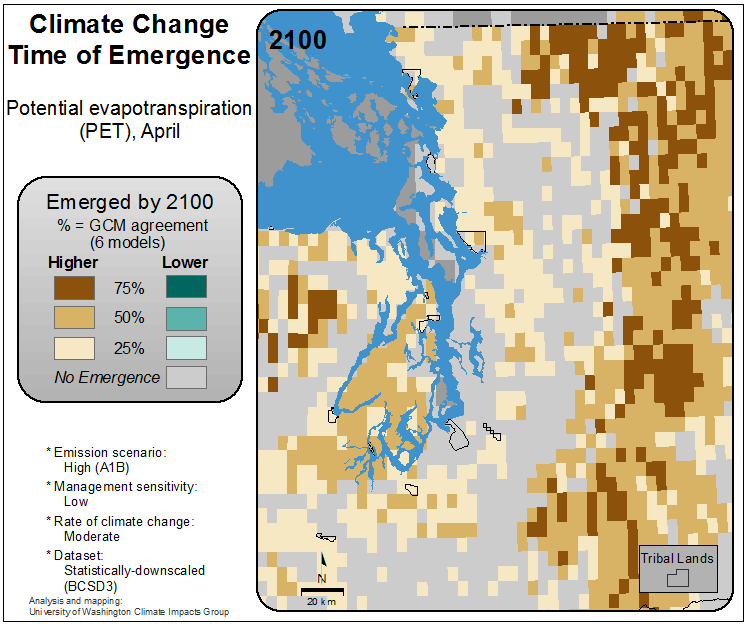 Climate Change
Time of Emergence
Potential evapotranspiration
(PET), April
Emerged by 2100
% = GCM agreement
(6 models)
Higher Lower
75%
50%
25%
No Emergence
* Emission scenario:
High (A1B)
* Management sensitivity:
Low
* Rate of climate change:
Moderate
* Dataset:
Statistically-downscaled
(BCSD3)
Analysis and mapping:
University of Washington Climate Impacts Group
2100
N
20 km
Tribal Lands